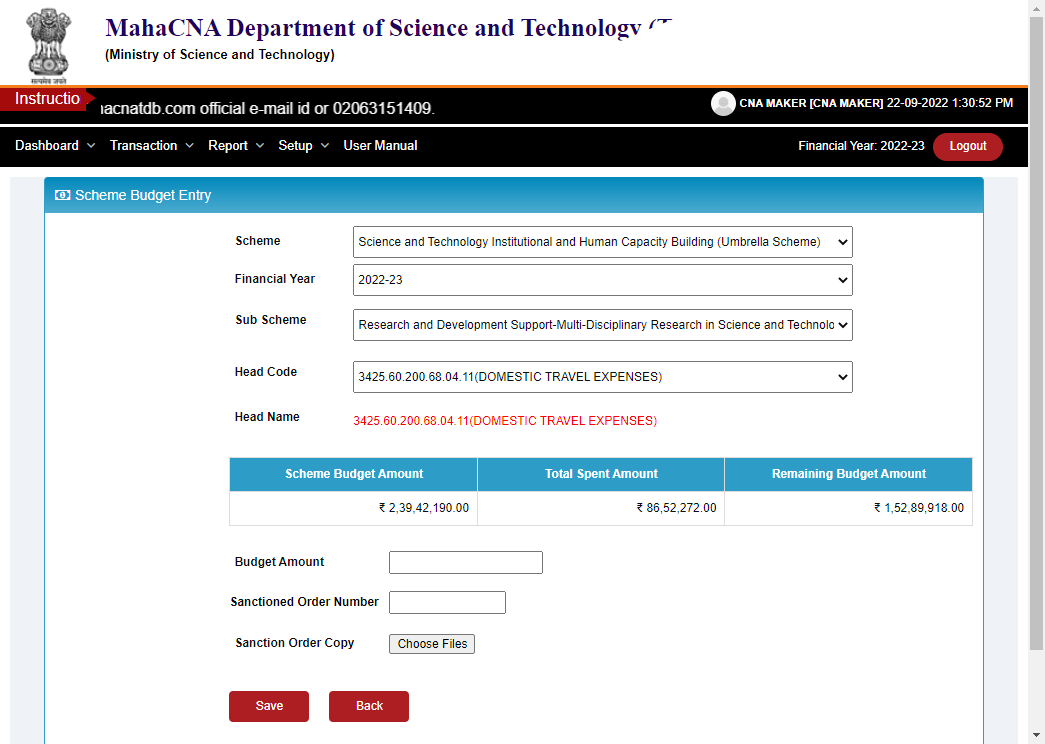 MahaCNA Department of Science and Technology
(Ministry of Science and Technology)
सत्यमेव जयते
Instructio
acnatdb.com official e-mail id or 02063151409.
CNA MAKER [CNA MAKER] 22-09-2022 1:30:52 PM
Dashboard Transaction Report Setup User Manual Financial Year: 2022-23 Logout
Scheme Budget Entry
Scheme Science and Technology Institutional and Human Capacity Building (Umbrella Scheme)
Financial Year 2022-23
Sub Scheme Research and Development Support-Multi-Disciplinary Research in Science and Technolo
Head Code 3425.60.200.68.04.11(DOMESTIC TRAVEL EXPENSES)
Head Name 3425.60.200.68.04.11(DOMESTIC TRAVEL EXPENSES)
Scheme Budget Amount Total Spent Amount Remaining Budget Amount
₹ 2,39,42,190.00 ₹ 86,52,272.00 ₹ 1,52,89,918.00
Budget Amount
Sanctioned Order Number
Sanction Order Copy Choose Files
Save Back